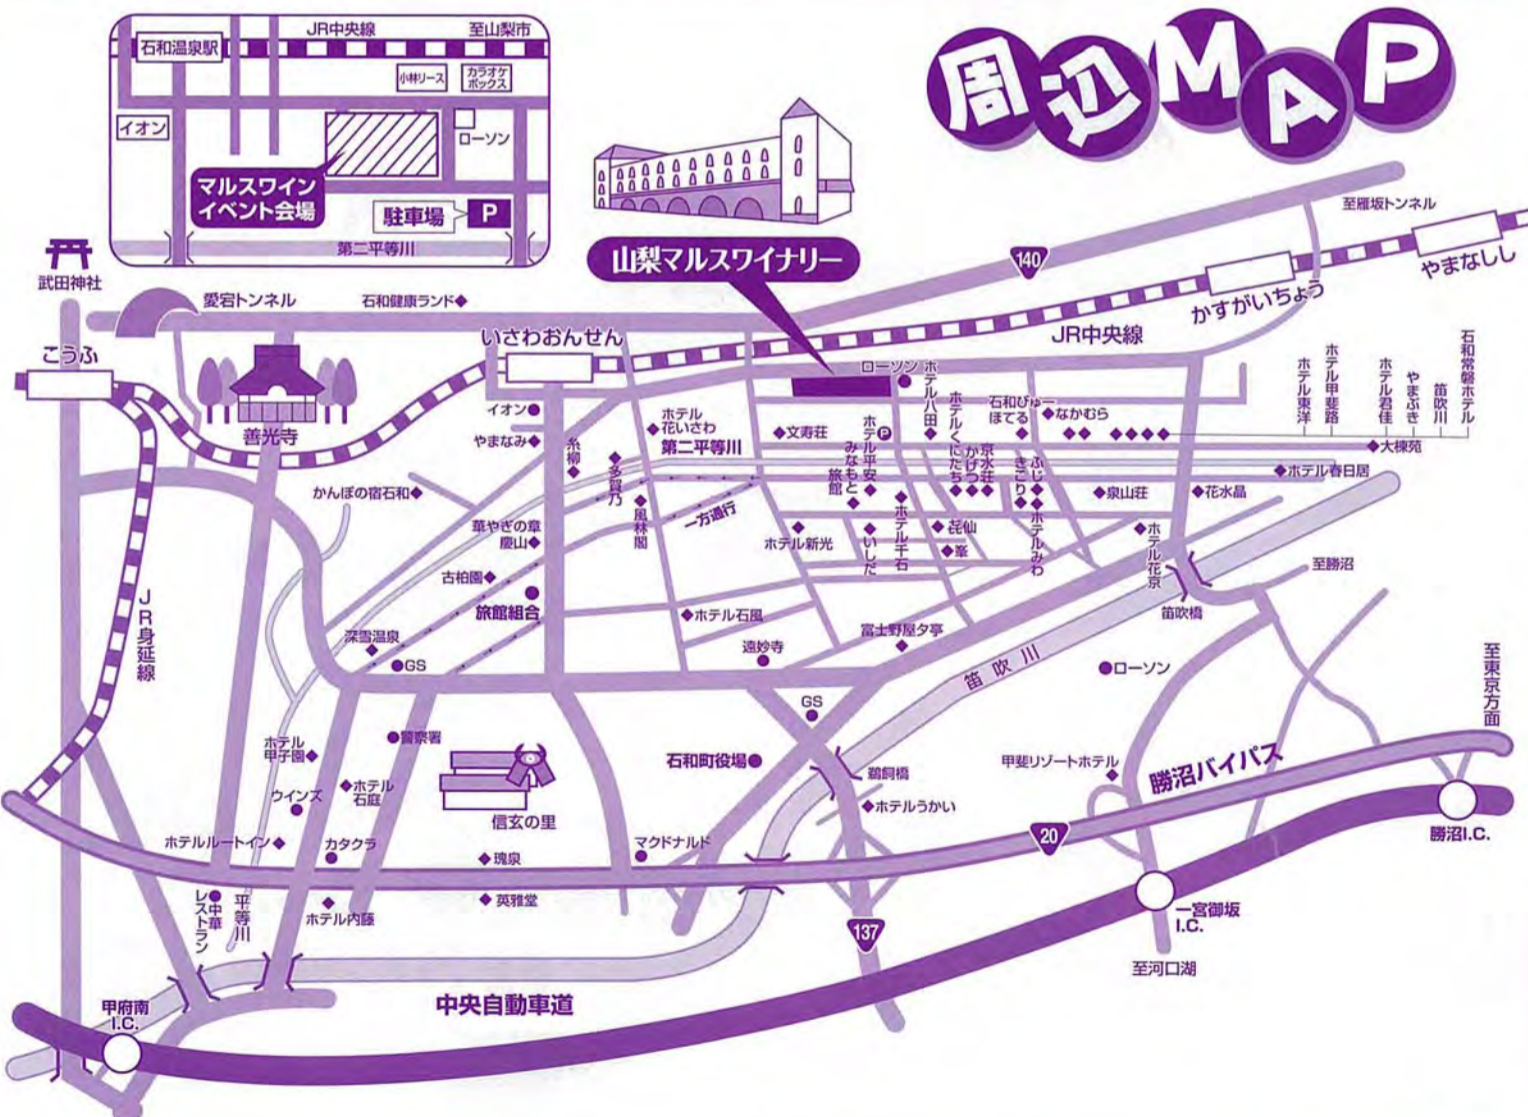 周辺MAP
JR中央線
至山梨市
石和温泉駅
小林リース
カラオケ
ボックス
イオン
ローソン
マルスワイン
イベント会場
駐車場
P
第二平等川
山梨マルスワイナリー
至雁坂トンネル
140
やまなしし
かすがいちょう
JR中央線
武田神社
愛宕トンネル
石和健康ランド
こうふ
いさわおんせん
善光寺
イオン
やまなみ
糸柳
ホテル
花いさわ
第二平等川
文寿荘
ローソン
ホテル八田
P
ホテル平安
みなもと
旅館
ホテルくにたち
かげつ
京水荘
石和びゅー
ほてる
なかむら
きこり
ふじ
ホテル東洋
ホテル甲斐路
ホテル君佳
やまぶき
笛吹川
石和常磐ホテル
大棟苑
ホテル春日居
かんぽの宿石和
多賀乃
風林閣
一方通行
泉山荘
花水晶
華やぎの章
慶山
ホテル新光
いしだ
ホテル千石
花仙
峯
ホテルみわ
ホテル花京
古柏園
旅館組合
ホテル石風
至勝沼
笛吹橋
深雪温泉
GS
遠妙寺
富士野屋夕亭
笛吹川
ローソン
JR身延線
至東京方面
GS
ホテル
甲子園
警察署
石和町役場
鵜飼橋
甲斐リゾートホテル
勝沼バイパス
ウインズ
ホテル
石庭
信玄の里
ホテルうかい
ホテルルートイン
カタクラ
瑰泉
マクドナルド
20
勝沼I.C.
中華
レストラン
平等川
ホテル内藤
英雅堂
137
一宮御坂
I.C.
至河口湖
甲府南
I.C.
中央自動車道